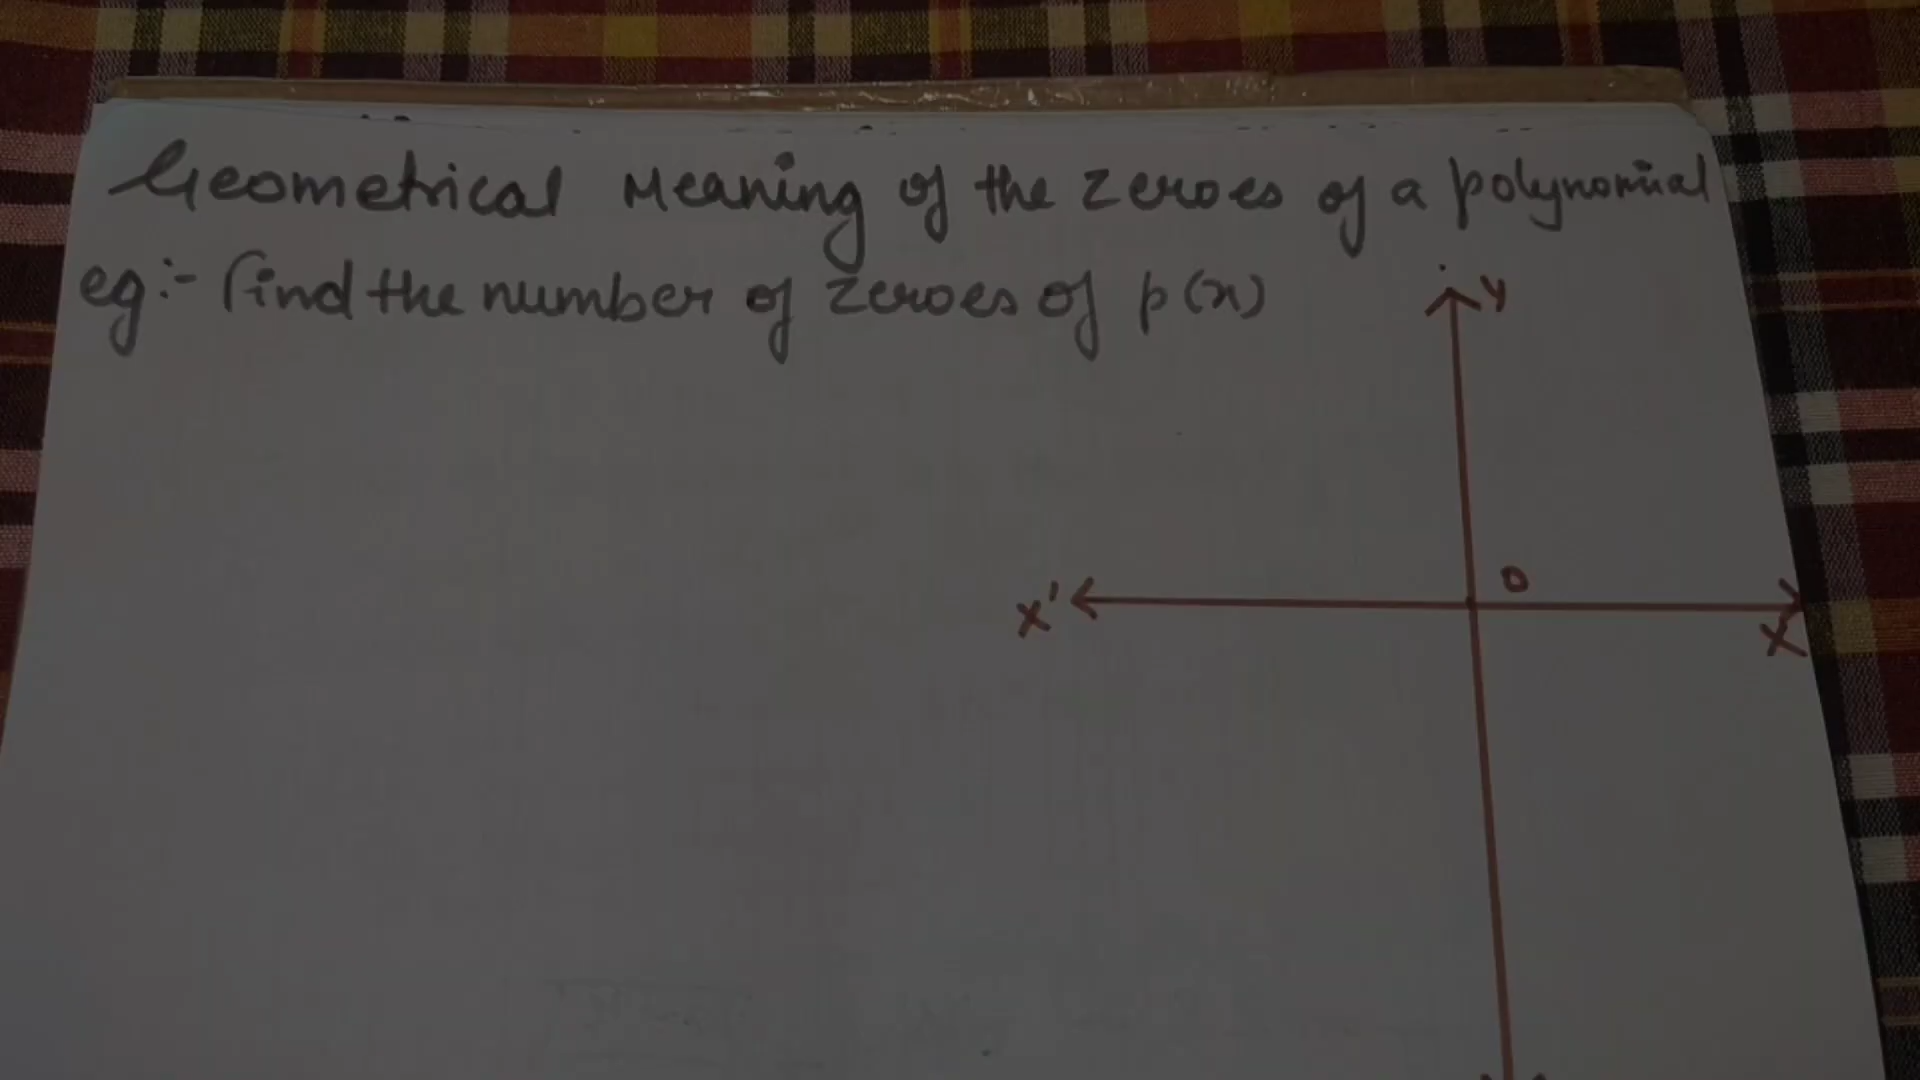 Geometrical Meaning of the zeroes of a polynomial
eg:- Find the number of zeroes of p(x)
Y
O
X'
X